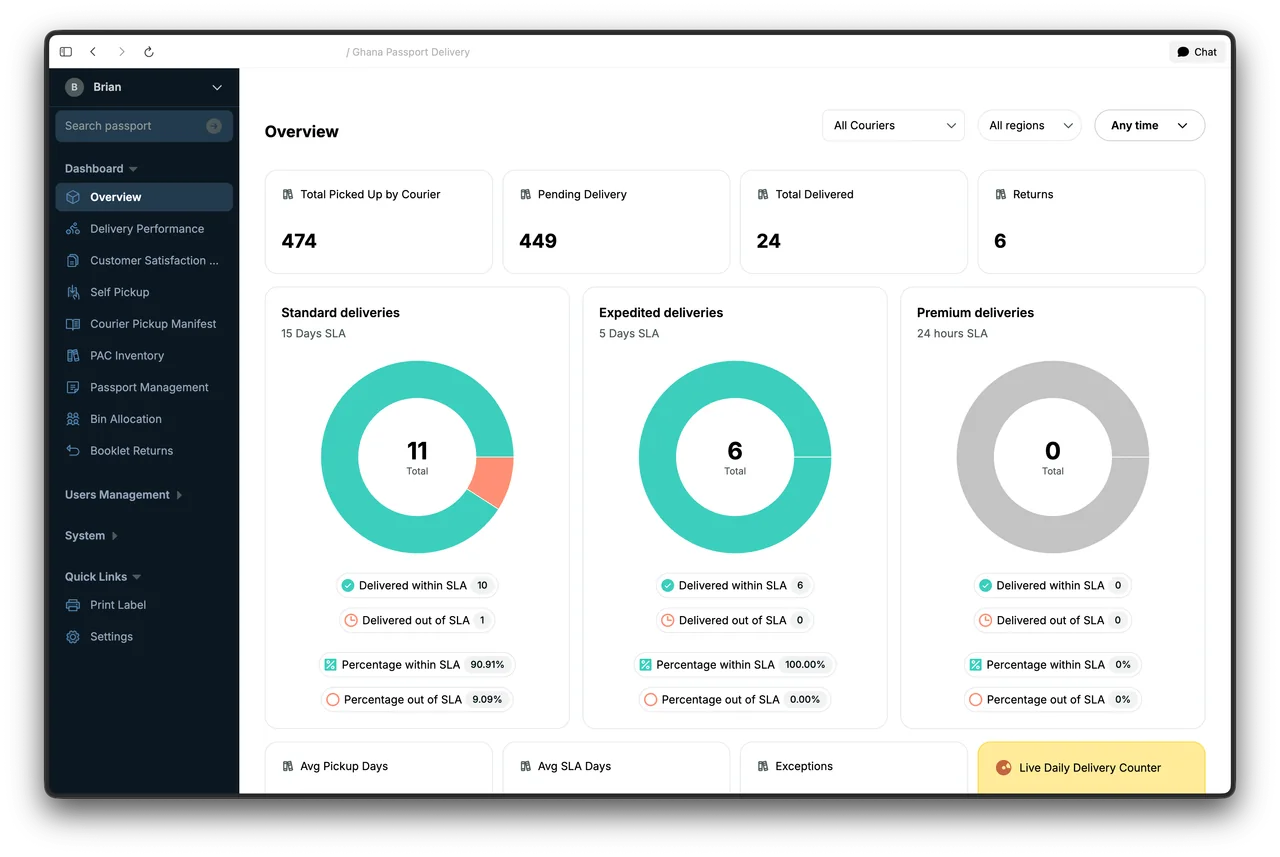 / Ghana Passport Delivery
Chat
B
Brian
Search passport
Dashboard
Overview
Delivery Performance
Customer Satisfaction ...
Self Pickup
Courier Pickup Manifest
PAC Inventory
Passport Management
Bin Allocation
Booklet Returns
Users Management
System
Quick Links
Print Label
Settings
Overview
All Couriers
All regions
Any time
Total Picked Up by Courier
474
Pending Delivery
449
Total Delivered
24
Returns
6
Standard deliveries
15 Days SLA
11
Total
Delivered within SLA 10
Delivered out of SLA 1
Percentage within SLA 90.91%
Percentage out of SLA 9.09%
Expedited deliveries
5 Days SLA
6
Total
Delivered within SLA 6
Delivered out of SLA 0
Percentage within SLA 100.00%
Percentage out of SLA 0.00%
Premium deliveries
24 hours SLA
0
Total
Delivered within SLA 0
Delivered out of SLA 0
Percentage within SLA 0%
Percentage out of SLA 0%
Avg Pickup Days
Avg SLA Days
Exceptions
Live Daily Delivery Counter